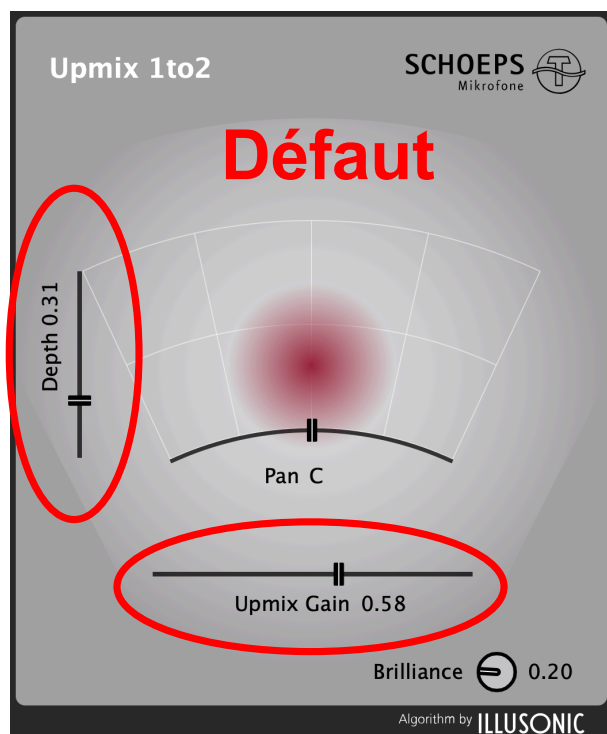 Upmix 1to2
SCHOEPS
Mikrofone
Défaut
Depth 0.31
Pan C
Upmix Gain 0.58
Brilliance 0.20
Algorithm by ILLUSONIC